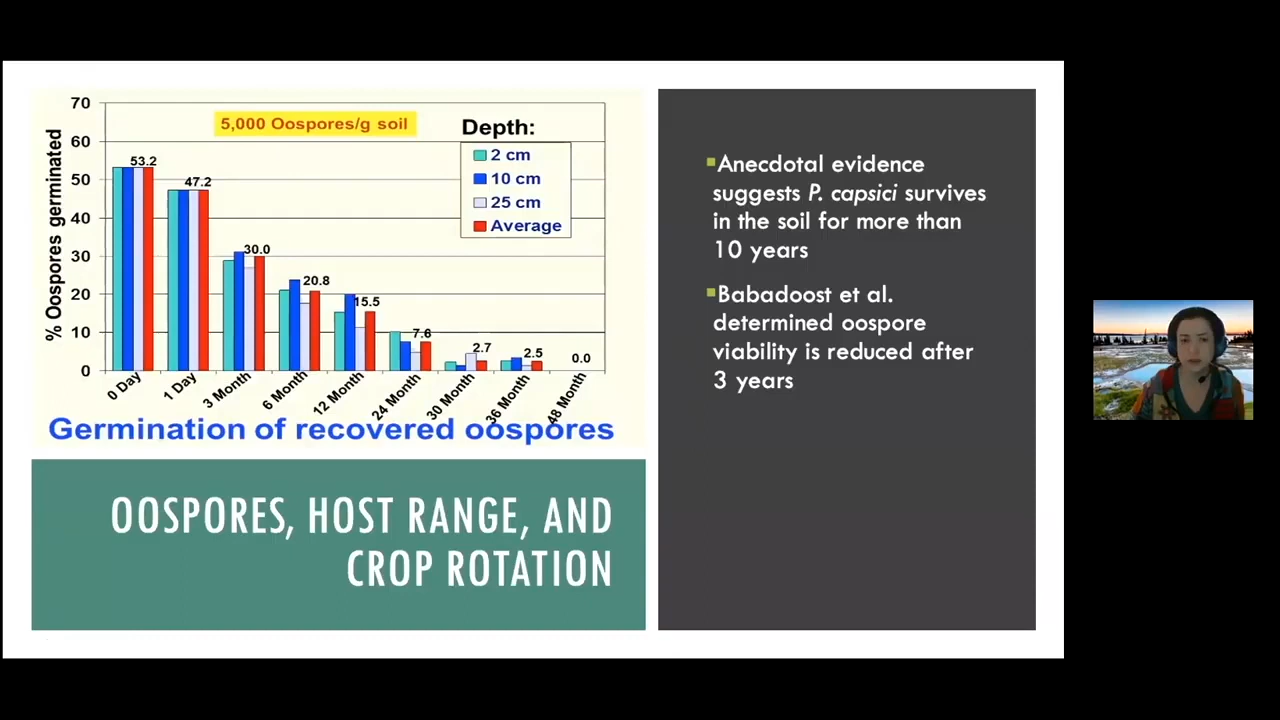 70
60
50
40
30
20
10
0
% Oospores germinated
5,000 Oospores/g soil
Depth:
2 cm
10 cm
25 cm
Average
53.2
47.2
30.0
20.8
15.5
7.6
2.7
2.5
0.0
0 Day
1 Day
3 Month
6 Month
12 Month
24 Month
30 Month
36 Month
48 Month
Germination of recovered oospores
OOSPORES, HOST RANGE, AND
CROP ROTATION
Anecdotal evidence
suggests P. capsici survives
in the soil for more than
10 years
Babadoost et al.
determined oospore
viability is reduced after
3 years